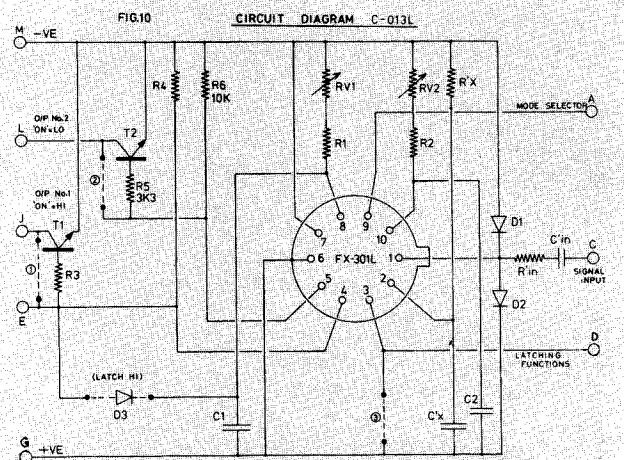 FIG.10 CIRCUIT DIAGRAM C-013L
M -VE
R4
R6
10K
RV1
RV2
R'X
A
MODE SELECTOR
L
O/P No.2
'ON'=LO
T2
R1
R2
②
R5
3K3
O/P No.1
'ON'=HI
J
T1
8
9
7
10
6
FX-301L
1
5
4
3
2
D1
C'in
C
R'in
SIGNAL
INPUT
①
R3
D2
E
D
LATCHING
FUNCTIONS
(LATCH HI)
D3
C1
③
C'X
C2
G +VE